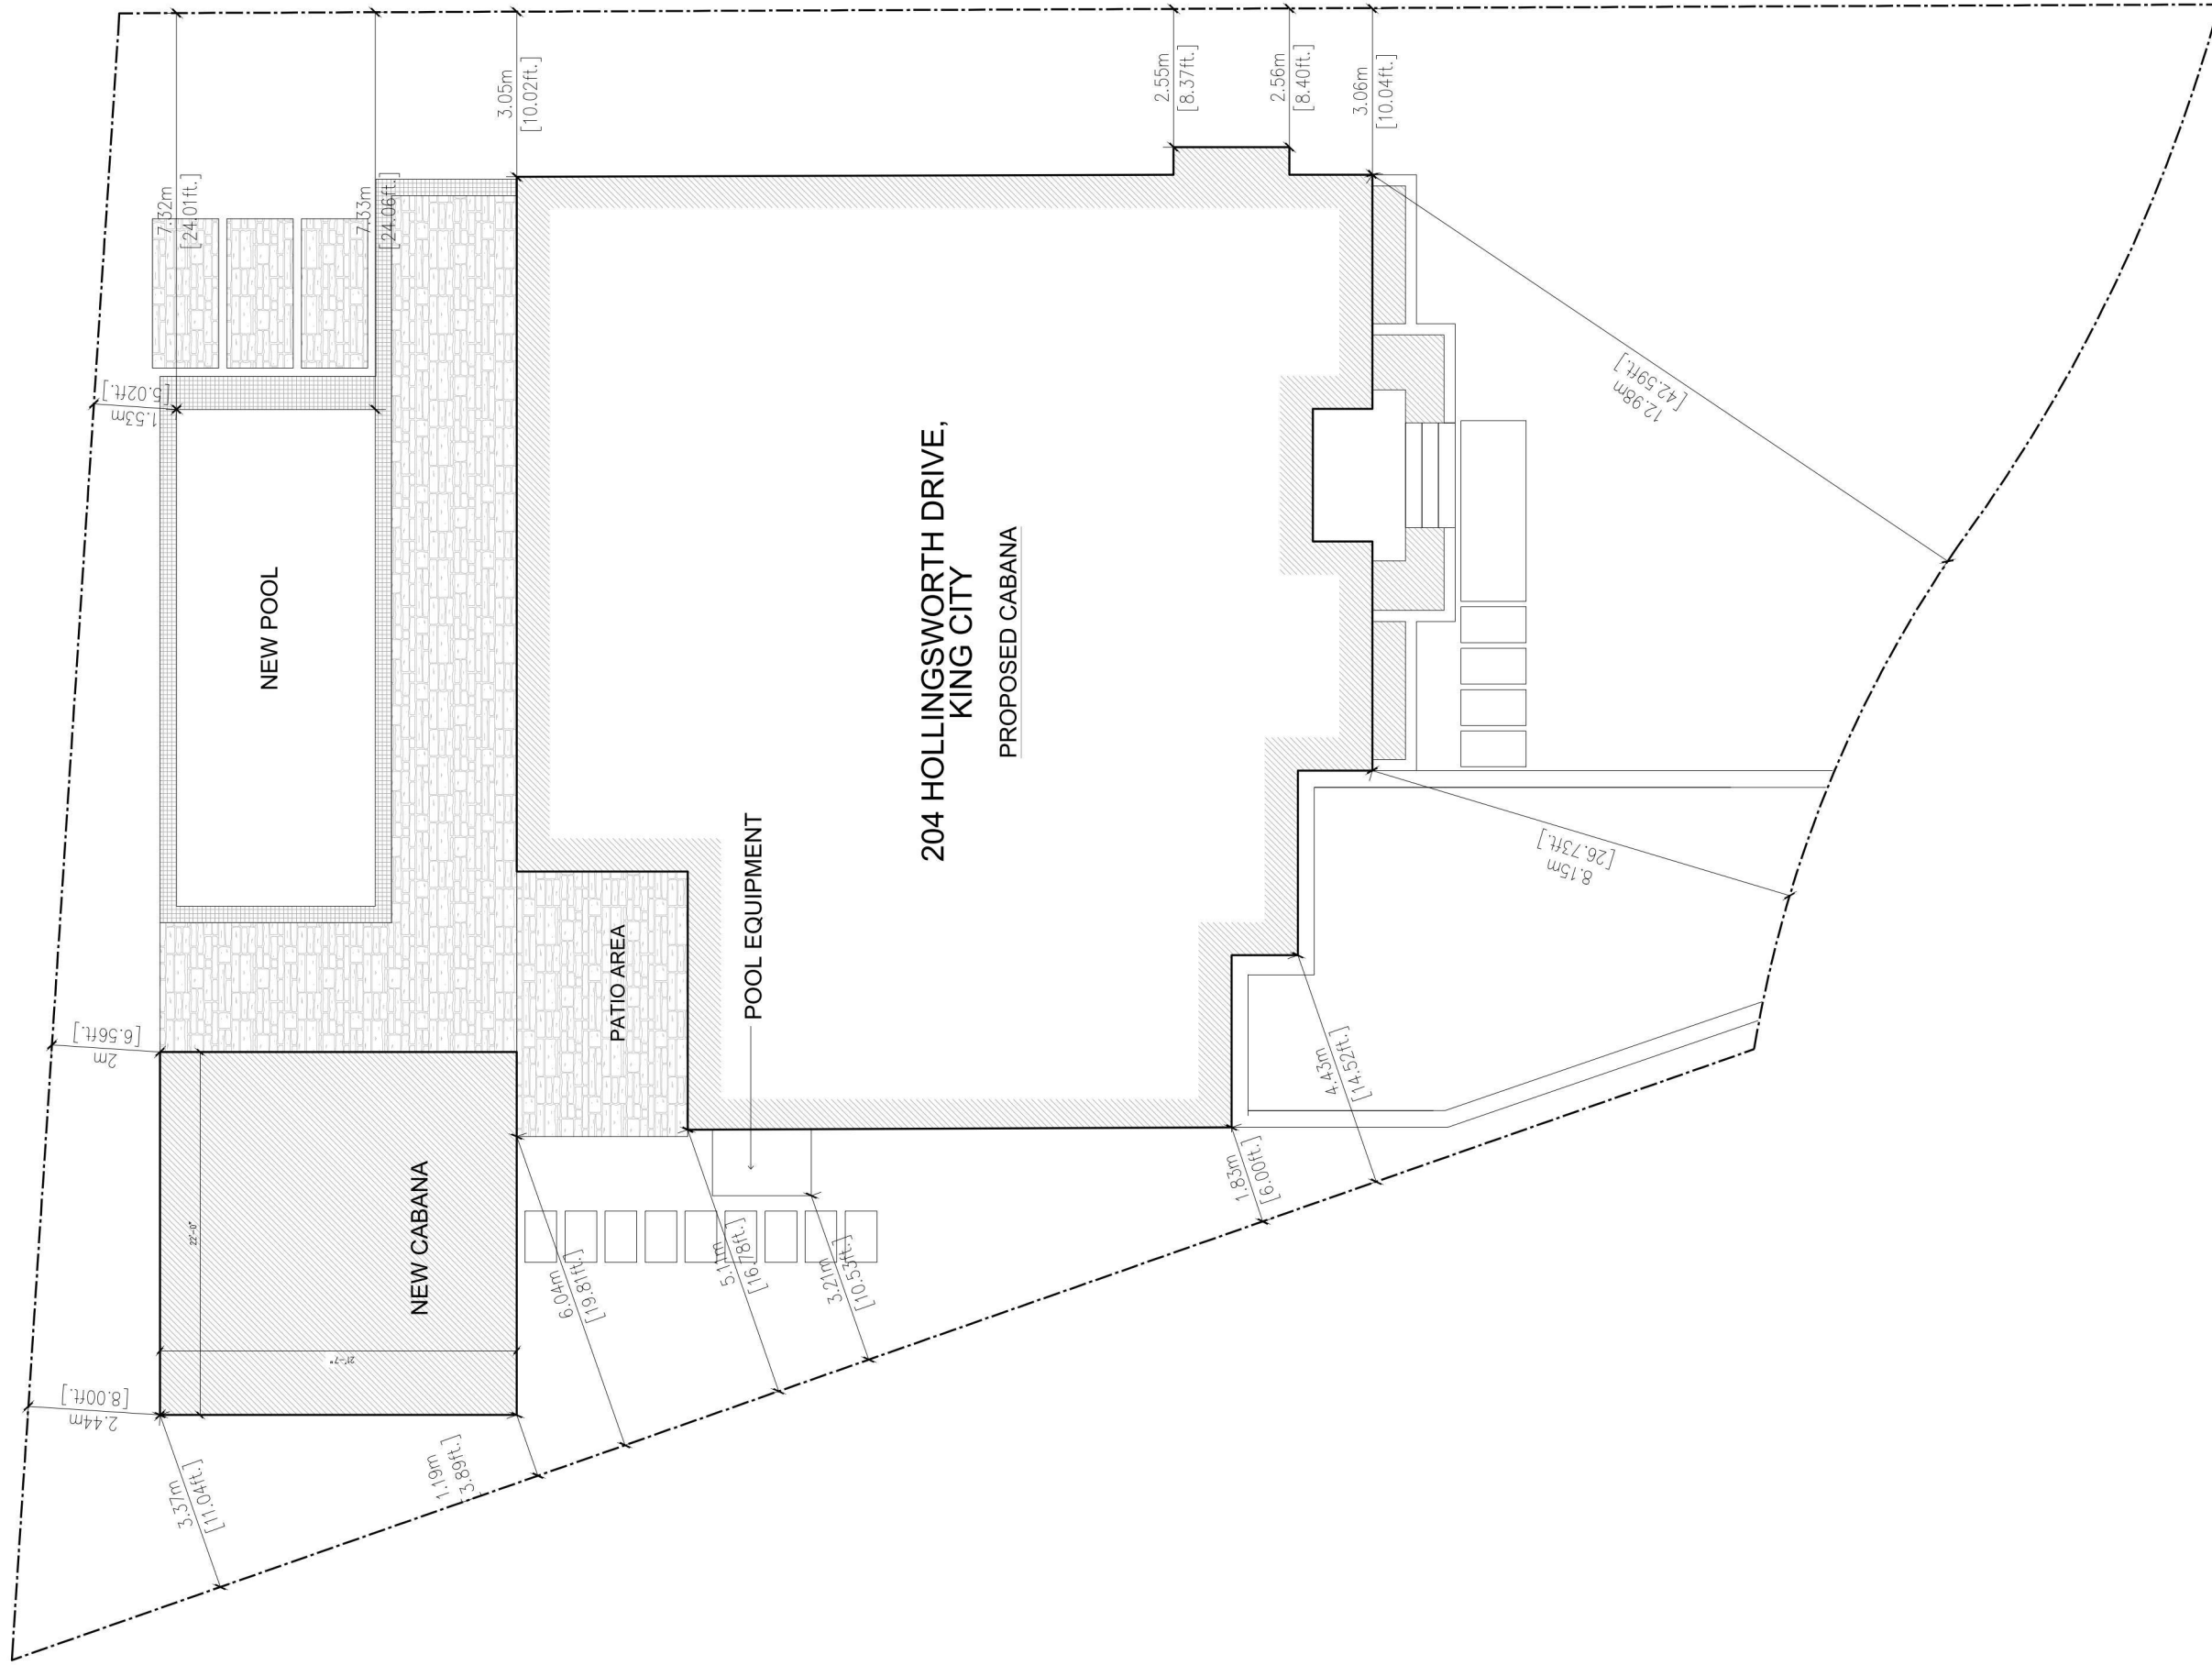 3.05m
[10.02ft.]
2.55m
[8.37ft.]
2.56m
[8.40ft.]
3.06m
[10.04ft.]
7.32m
[24.01ft.]
7.33m
[24.06ft.]
1.53m
[5.02ft.]
NEW POOL
12.98m
[42.59ft.]
204 HOLLINGSWORTH DRIVE,
KING CITY
PROPOSED CABANA
POOL EQUIPMENT
8.15m
[26.73ft.]
PATIO AREA
2m
[6.56ft.]
4.43m
[14.52ft.]
1.83m
[6.00ft.]
NEW CABANA
22'-0"
21'-7"
6.04m
[19.81ft.]
5.11m
[16.78ft.]
3.21m
[10.53ft.]
2.44m
[8.00ft.]
3.37m
[11.04ft.]
1.19m
[3.89ft.]